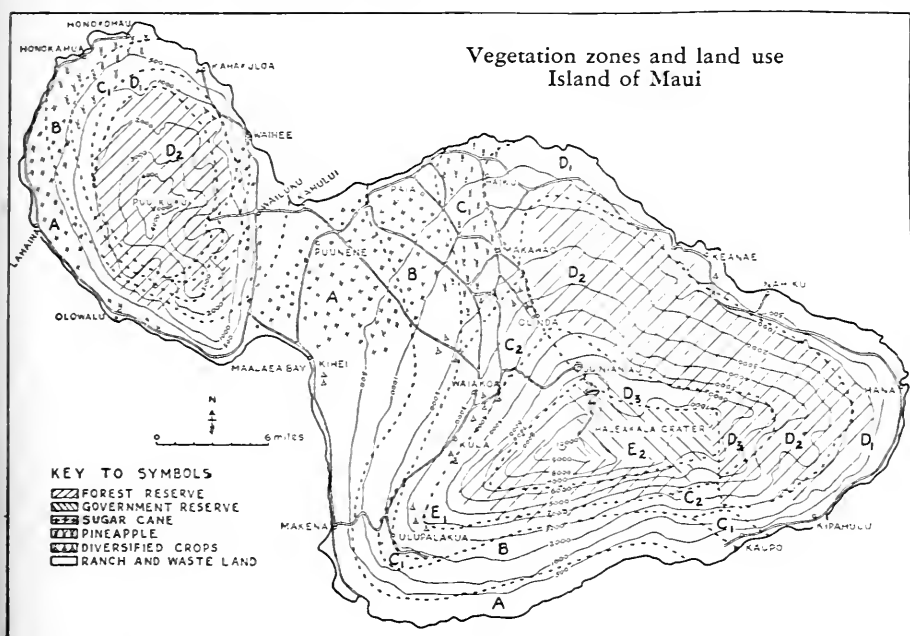 Vegetation zones and land use
Island of Maui
HONOKOHAU
HONOKAHUA
KAHAKULOA
C1
D1
B
WAIHEE
D2
PUU KUKUI
WAILUKU
KAHULUI
A
LAHAINA
OLOWALU
MAALAEA BAY
KIHEI
PUUNENE
PAIA
HAIKU
D1
C1
MAKAWAO
KEANAE
NAHIKU
B
A
D2
OLINDA
C2
WAIAKOA
HANA
D3
HALEAKALA CRATER
E2
D3
D2
D1
KULA
C2
E1
C1
KIPAHULU
MAKENA
ULUPALAKUA
B
KAUPO
C1
A
N
0
6 miles
KEY TO SYMBOLS
FOREST RESERVE
GOVERNMENT RESERVE
SUGAR CANE
PINEAPPLE
DIVERSIFIED CROPS
RANCH AND WASTE LAND